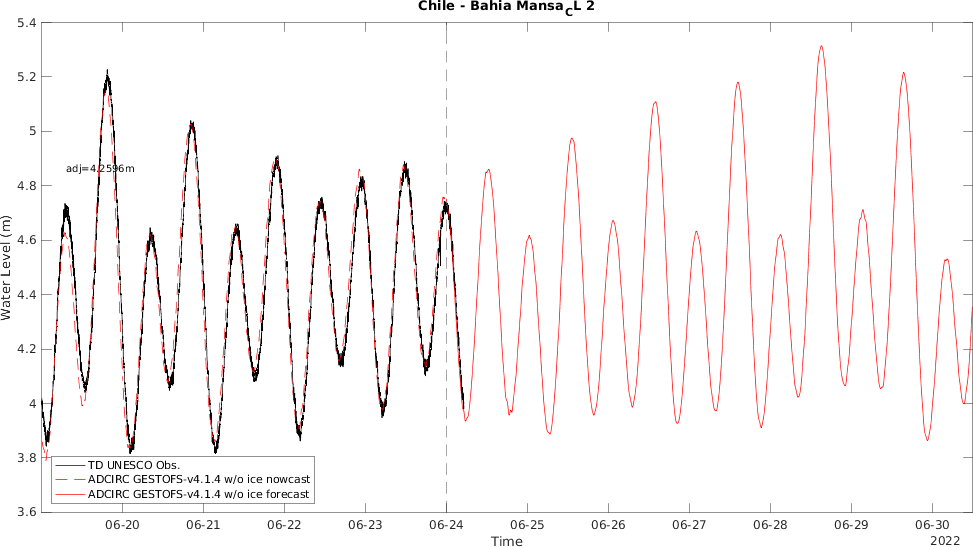 Chile - Bahia Mansa_CL 2
5.4
5.2
5
4.8
4.6
4.4
4.2
4
3.8
3.6
Water Level (m)
adj=4.2596m
TD UNESCO Obs.
ADCIRC GESTOFS-v4.1.4 w/o ice nowcast
ADCIRC GESTOFS-v4.1.4 w/o ice forecast
06-20 06-21 06-22 06-23 06-24 06-25 06-26 06-27 06-28 06-29 06-30
Time
2022